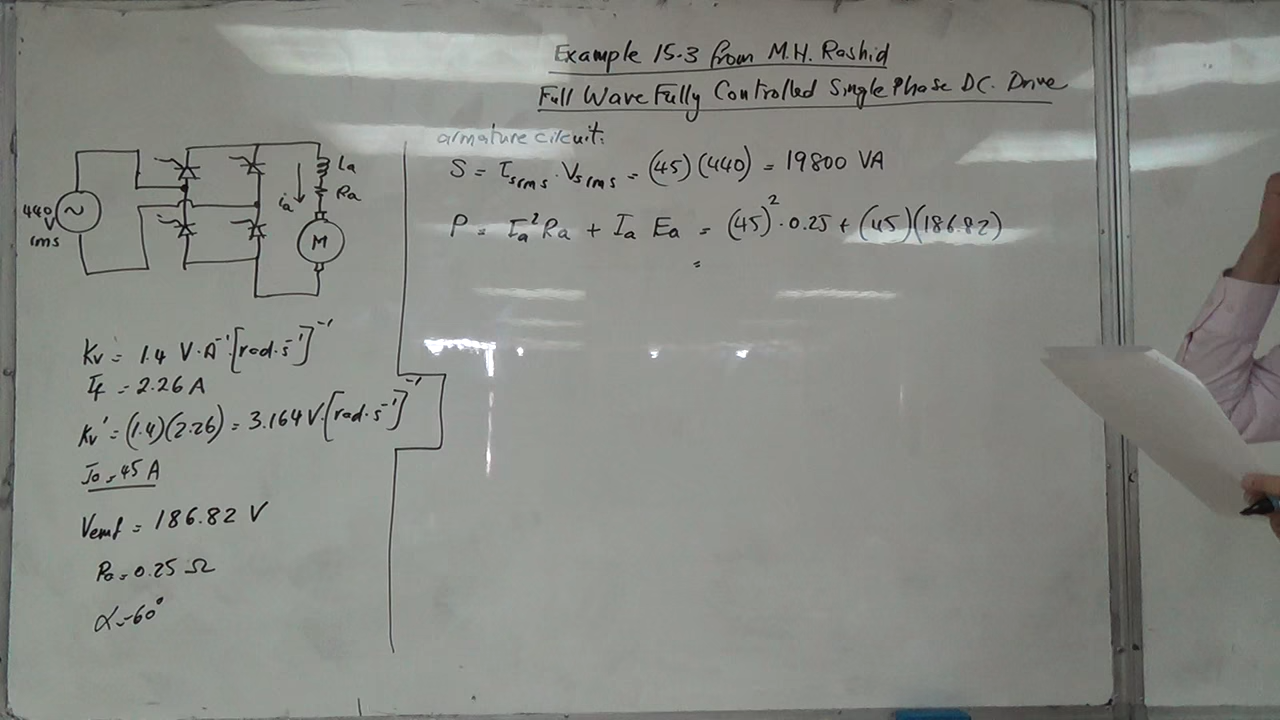 Example 15.3 from M.H. Rashid
Full Wave Fully Controlled Single Phase D.C. Drive
armature circuit:
S = Isrms · Vsrms = (45)(440) = 19800 VA
P = Ia²Ra + Ia Ea = (45)² · 0.25 + (45)(186.82)
=
440 V rms
La
Ra
ia
M
Kv = 1.4 V·A⁻¹[rad·s⁻¹]⁻¹
If = 2.26 A
Kv' = (1.4)(2.26) = 3.164 V·[rad·s⁻¹]⁻¹
Ia = 45 A
Vemf = 186.82 V
Ra = 0.25 Ω
α = 60°